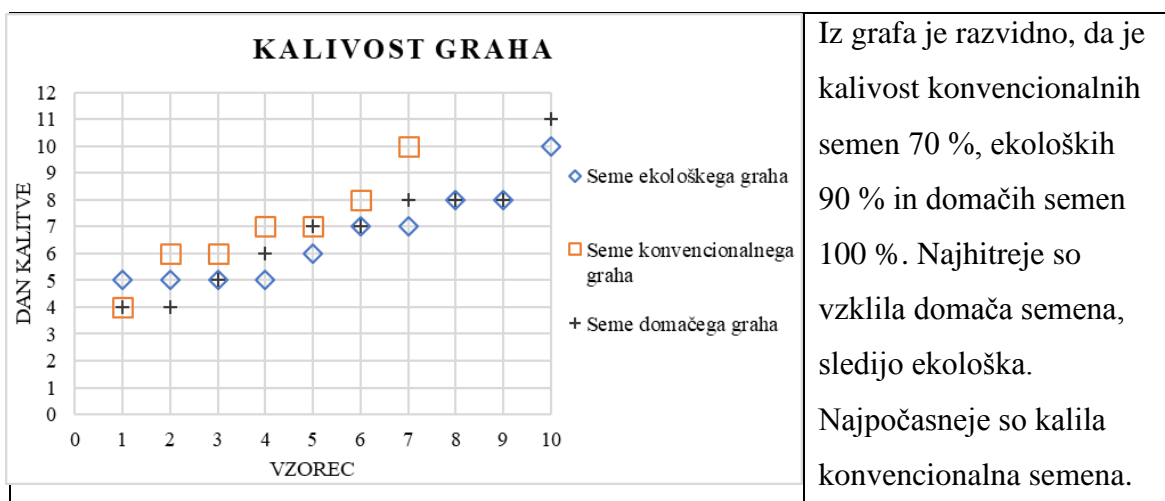 KALIVOST GRAHA
12
11
10
9
8
7
6
5
4
3
2
1
0
DAN KALITVE
0 1 2 3 4 5 6 7 8 9 10
VZOREC
Seme ekološkega graha
Seme konvencionalnega
graha
Seme domačega graha
Iz grafa je razvidno, da je
kalivost konvencionalnih
semen 70 %, ekoloških
90 % in domačih semen
100 %. Najhitreje so
vzklila domača semena,
sledijo ekološka.
Najpočasneje so kalila
konvencionalna semena.